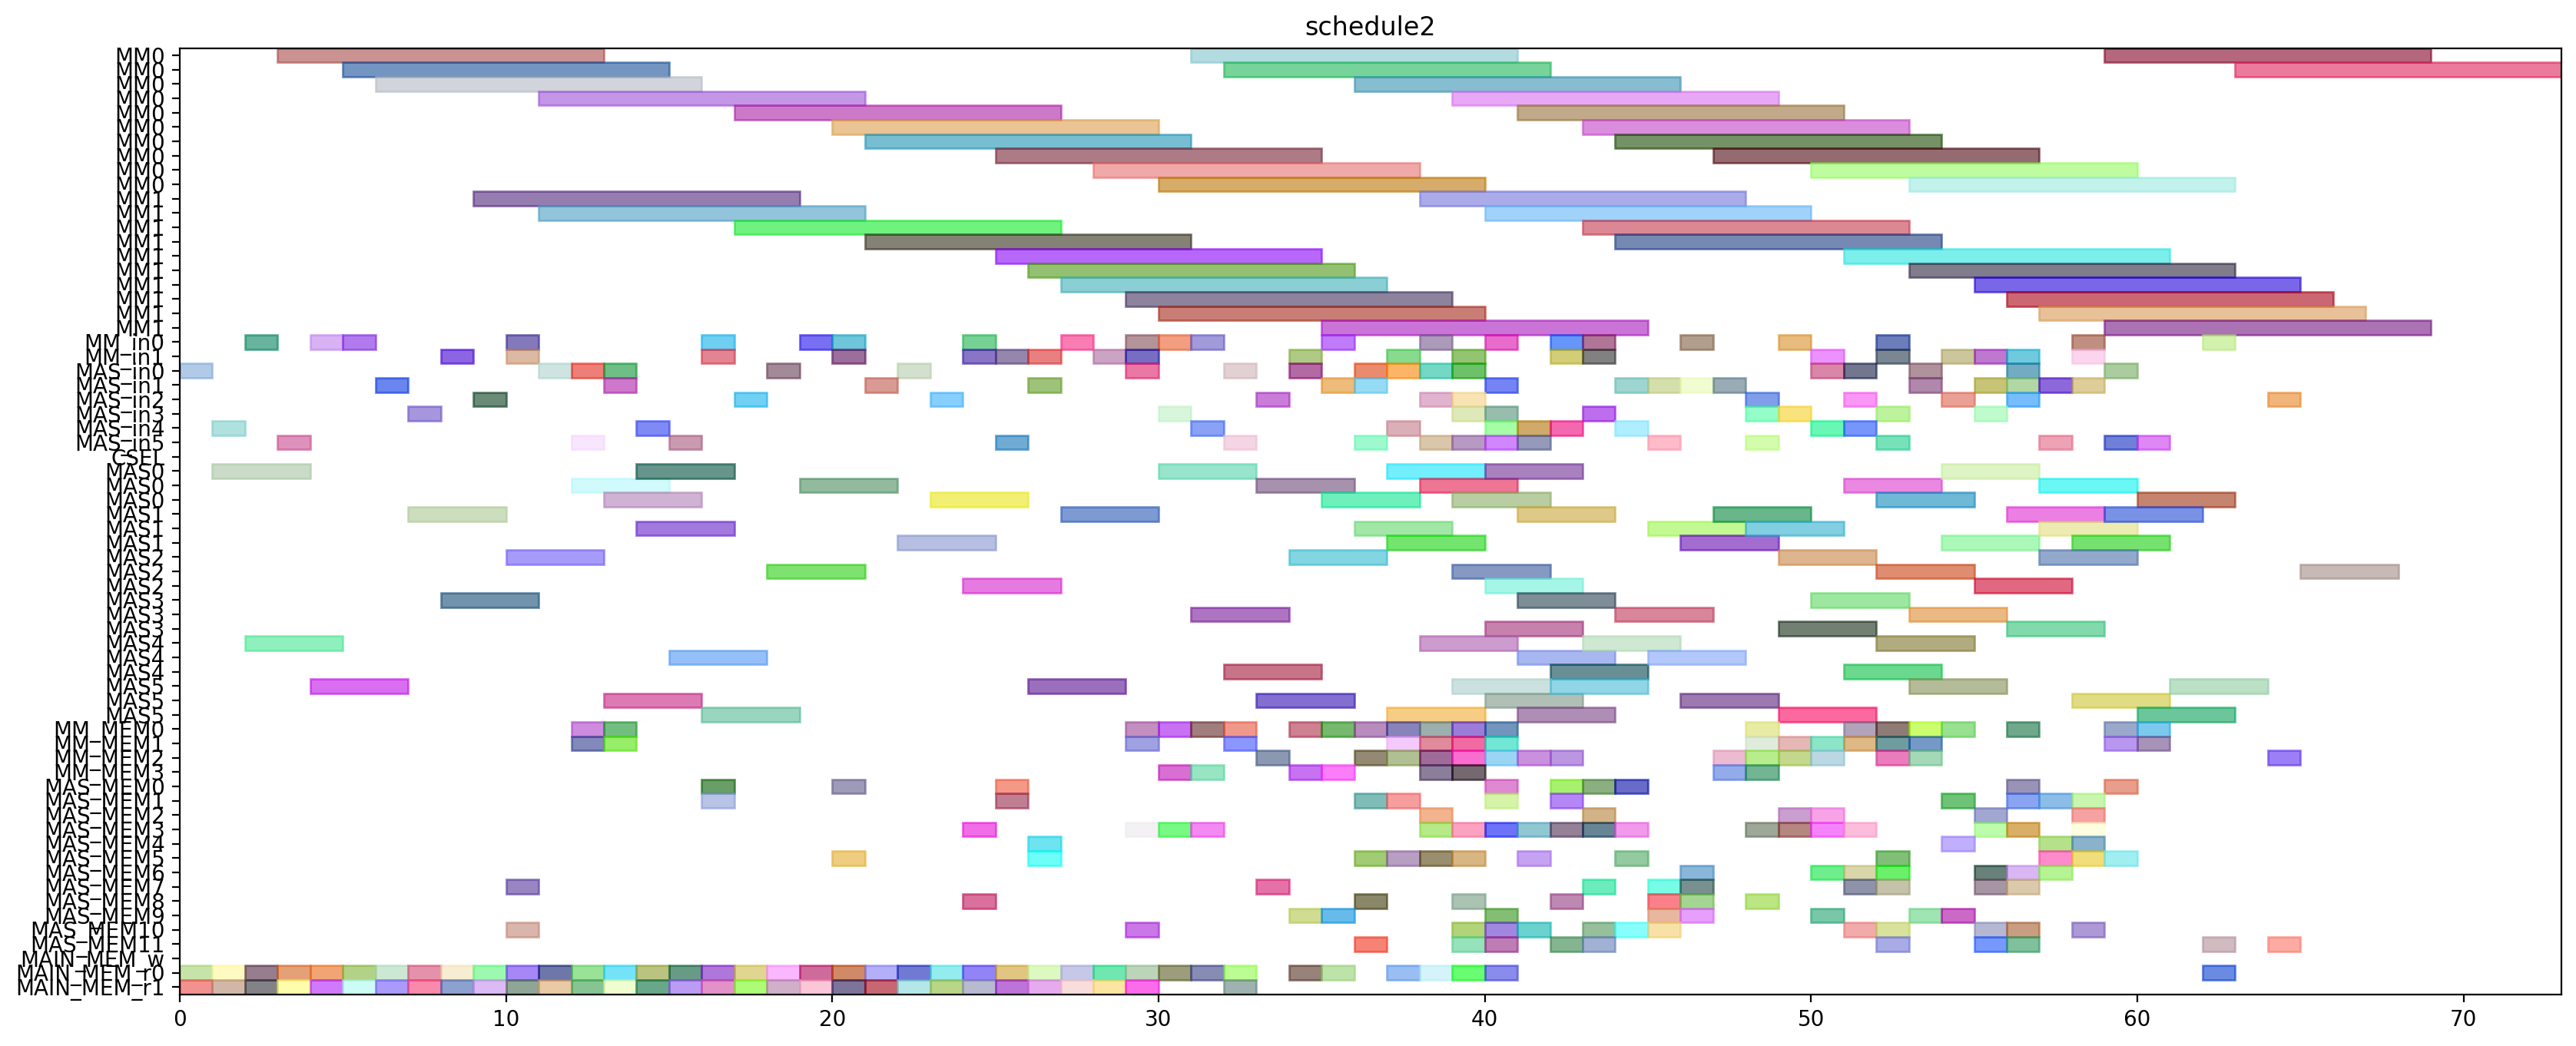 schedule2
MM0
MM0
MM0
MM0
MM0
MM0
MM0
MM0
MM0
MM0
MM1
MM1
MM1
MM1
MM1
MM1
MM1
MM1
MM1
MM1
MM_in0
MM_in1
MAS_in0
MAS_in1
MAS_in2
MAS_in3
MAS_in4
MAS_in5
CSEL
MAS0
MAS0
MAS0
MAS1
MAS1
MAS1
MAS2
MAS2
MAS2
MAS3
MAS3
MAS3
MAS4
MAS4
MAS4
MAS5
MAS5
MAS5
MM_MEM0
MM_MEM1
MM_MEM2
MM_MEM3
MAS_MEM0
MAS_MEM1
MAS_MEM2
MAS_MEM3
MAS_MEM4
MAS_MEM5
MAS_MEM6
MAS_MEM7
MAS_MEM8
MAS_MEM9
MAS_MEM10
MAS_MEM11
MAIN_MEM_w
MAIN_MEM_r0
MAIN_MEM_r1
0 10 20 30 40 50 60 70